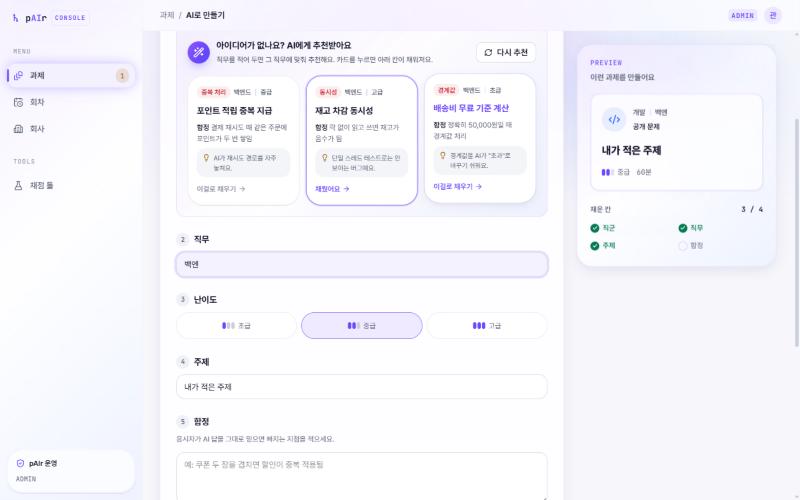 pAIr CONSOLE
과제 / AI로 만들기
ADMIN 관
MENU
과제 1
회차
회사
TOOLS
채점 툴
pAIr 운영
ADMIN
아이디어가 없나요? AI에게 추천받아요
직무를 적어 두면 그 직무에 맞춰 추천해요. 카드를 누르면 아래 칸이 채워져요.
다시 추천
중복 처리 백엔드 중급
포인트 적립 중복 지급
함정 결제 재시도 때 같은 주문에
포인트가 두 번 쌓임
AI가 재시도 경로를 자주
놓쳐요.
이걸로 채우기 →
동시성 백엔드 고급
재고 차감 동시성
함정 락 없이 읽고 쓰면 재고가
음수가 됨
단일 스레드 테스트로는 안
보이는 버그예요.
채웠어요 →
경계값 백엔드 초급
배송비 무료 기준 계산
함정 정확히 50,000원일 때
경계값 처리
경계값을 AI가 "초과"로
바꾸기 쉬워요.
이걸로 채우기 →
2 직무
백엔
3 난이도
초급
중급
고급
4 주제
내가 적은 주제
5 함정
응시자가 AI 답을 그대로 믿으면 빠지는 지점을 적으세요.
예: 쿠폰 두 장을 겹치면 할인이 중복 적용됨
PREVIEW
이런 과제를 만들어요
개발 백엔
공개 문제
내가 적은 주제
중급 60분
채운 칸 3 / 4
직군
직무
주제
함정